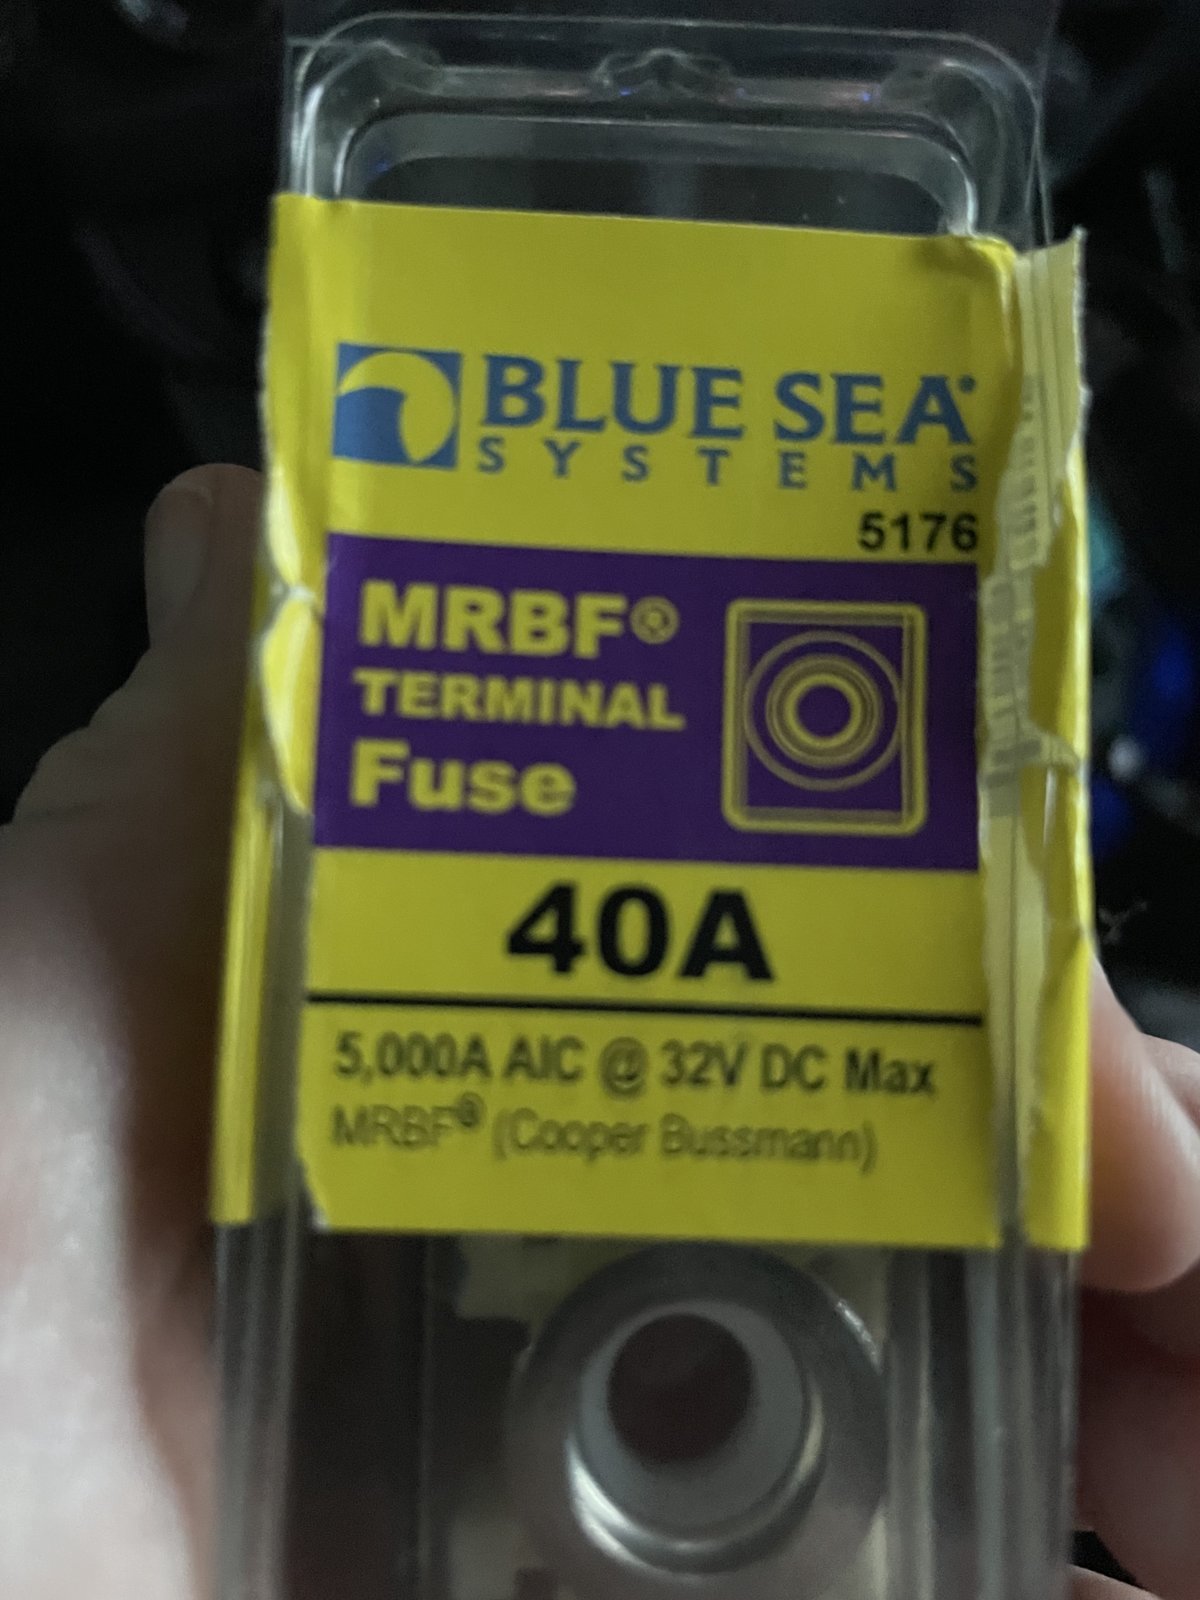 BLUE SEA
SYSTEMS
5176
MRBF®
TERMINAL
Fuse
40A
5,000A AIC @ 32V DC Max
MRBF® (Cooper Bussmann)